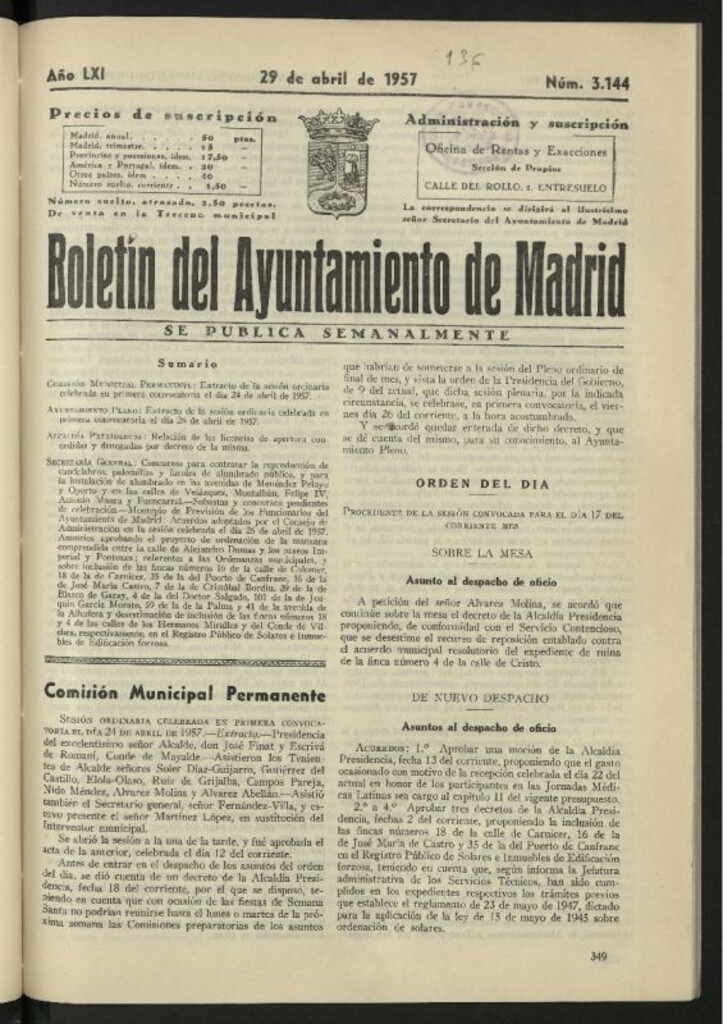 136
Año LXI
29 de abril de 1957
Núm. 3.144
Precios de suscripción
Madrid, anual. . . . . . 60 ptas.
Madrid, trimestre. . . . . 15 —
Provincias y posesiones, ídem. . 17,50 —
América y Portugal, ídem. . . 20 —
Otros países, ídem . . . . 40 —
Número suelto, corriente. . . 1,50 —
Número suelto, atrasado, 2,50 pesetas.
De venta en la Tercena municipal
Administración y suscripción
Oficina de Rentas y Exacciones
Sección de Propios
CALLE DEL ROLLO, 2, ENTRESUELO
La correspondencia se dirigirá al ilustrísimo
señor Secretario del Ayuntamiento de Madrid
Boletín del Ayuntamiento de Madrid
SE PUBLICA SEMANALMENTE
Sumario
COMISIÓN MUNICIPAL PERMANENTE: Extracto de la sesión ordinaria
celebrada en primera convocatoria el día 24 de abril de 1957.
AYUNTAMIENTO PLENO: Extracto de la sesión ordinaria celebrada en
primera convocatoria el día 26 de abril de 1957.
ALCALDÍA PRESIDENCIA: Relación de las licencias de apertura con-
cedidas y denegadas por decreto de la misma.
SECRETARÍA GENERAL: Concursos para contratar la reproducción de
candelabros, palomillas y faroles de alumbrado público, y para
la instalación de alumbrado en las avenidas de Menéndez Pelayo
y Oporto y en las calles de Velázquez, Montalbán, Felipe IV,
Antonio Maura y Fuencarral.—Subastas y concursos pendientes
de celebración.—Montepío de Previsión de los Funcionarios del
Ayuntamiento de Madrid: Acuerdos adoptados por el Consejo de
Administración en la sesión celebrada el día 26 de abril de 1957.
Anuncios aprobando el proyecto de ordenación de la manzana
comprendida entre la calle de Alejandro Dumas y los paseos Im-
perial y Pontones; referentes a las Ordenanzas municipales, y
sobre inclusión de las fincas números 16 de la calle de Colomer,
18 de la de Carnicer, 35 de la del Puerto de Canfranc, 16 de la
de José María Castro, 7 de la de Cristóbal Bordíu, 39 de la de
Blasco de Garay, 4 de la del Doctor Salgado, 101 de la de Joa-
quín García Morato, 59 de la de la Palma y 41 de la avenida de
la Albufera y desestimación de inclusión de las fincas números 18
y 4 de las calles de los Hermanos Miralles y del Conde de Vil-
ches, respectivamente, en el Registro Público de Solares e Inmue-
bles de Edificación forzosa.
Comisión Municipal Permanente
SESIÓN ORDINARIA CELEBRADA EN PRIMERA CONVOCA-
TORIA EL DÍA 24 DE ABRIL DE 1957.—Extracto.—Presidencia
del excelentísimo señor Alcalde, don José Finat y Escrivá
de Romaní, Conde de Mayalde.—Asistieron los Tenien-
tes de Alcalde señores Soler Díaz-Guijarro, Gutiérrez del
Castillo, Elola-Olaso, Ruiz de Grijalba, Campos Pareja,
Nido Méndez, Alvarez Molina y Alvarez Abellán.—Asistió
también el Secretario general, señor Fernández-Villa, y es-
tuvo presente el señor Martínez López, en sustitución del
Interventor municipal.
Se abrió la sesión a la una de la tarde, y fué aprobada el
acta de la anterior, celebrada el día 12 del corriente.
Antes de entrar en el despacho de los asuntos del orden
del día, se dió cuenta de un decreto de la Alcaldía Presi-
dencia, fecha 18 del corriente, por el que se dispuso, te-
niendo en cuenta que con ocasión de las fiestas de Semana
Santa no podrían reunirse hasta el lunes o martes de la pró-
xima semana las Comisiones preparatorias de los asuntos
que habrían de someterse a la sesión del Pleno ordinario de
final de mes, y vista la orden de la Presidencia del Gobierno,
de 9 del actual, que dicha sesión plenaria, por la indicada
circunstancia, se celebrase, en primera convocatoria, el vier-
nes día 26 del corriente, a la hora acostumbrada.
Y se acordó quedar enterada de dicho decreto, y que
se dé cuenta del mismo, para su conocimiento, al Ayunta-
miento Pleno.
ORDEN DEL DIA
PROCEDENTE DE LA SESIÓN CONVOCADA PARA EL DÍA 17 DEL
CORRIENTE MES
SOBRE LA MESA
Asunto al despacho de oficio
A petición del señor Alvarez Molina, se acordó que
continúe sobre la mesa el decreto de la Alcaldía Presidencia
proponiendo, de conformidad con el Servicio Contencioso,
que se desestime el recurso de reposición entablado contra
el acuerdo municipal resolutorio del expediente de ruina
de la finca número 4 de la calle de Cristo.
DE NUEVO DESPACHO
Asuntos al despacho de oficio
ACUERDOS: 1.º Aprobar una moción de la Alcaldía
Presidencia, fecha 13 del corriente, proponiendo que el gasto
ocasionado con motivo de la recepción celebrada el día 22 del
actual en honor de los participantes en las Jornadas Médi-
cas Latinas sea cargo al capítulo II del vigente presupuesto.
2.º a 4.º Aprobar tres decretos de la Alcaldía Presi-
dencia, fechas 2 del corriente, proponiendo la inclusión de
las fincas números 18 de la calle de Carnicer, 16 de la
de José María de Castro y 35 de la del Puerto de Canfranc
en el Registro Público de Solares e Inmuebles de Edificación
forzosa, teniendo en cuenta que, según informa la Jefatura
administrativa de los Servicios Técnicos, han sido cum-
plidos en los expedientes respectivos los trámites previos
que establece el reglamento de 23 de mayo de 1947, dictado
para la aplicación de la ley de 15 de mayo de 1945 sobre
ordenación de solares.
349